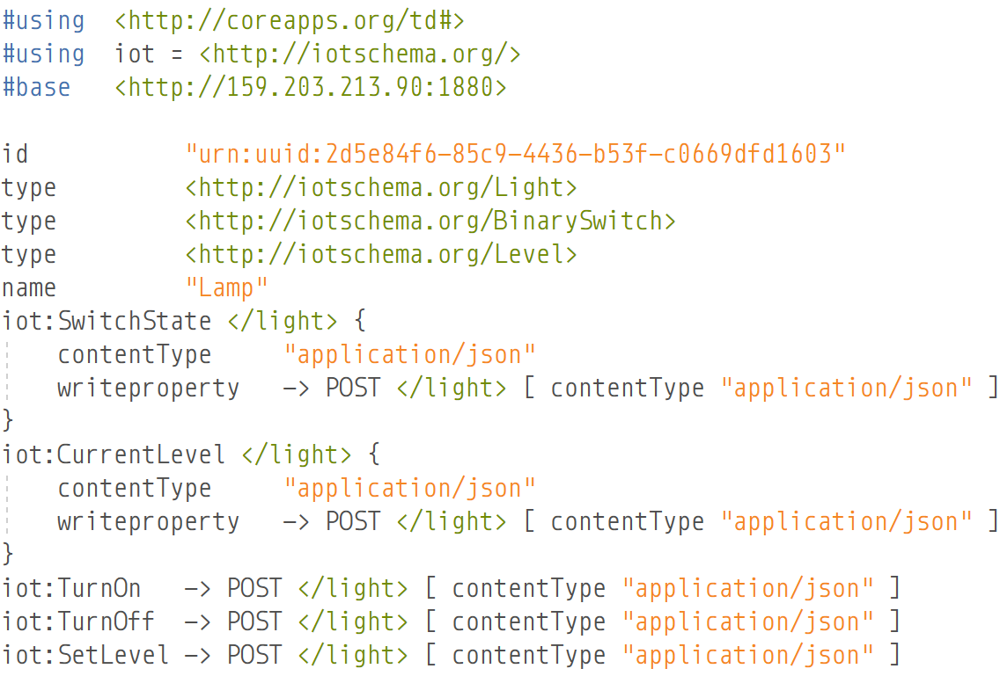 #using  <http://coreapps.org/td#>
#using  iot = <http://iotschema.org/>
#base   <http://159.203.213.90:1880>

id           "urn:uuid:2d5e84f6-85c9-4436-b53f-c0669dfd1603"
type         <http://iotschema.org/Light>
type         <http://iotschema.org/BinarySwitch>
type         <http://iotschema.org/Level>
name         "Lamp"
iot:SwitchState </light> {
    contentType     "application/json"
    writeproperty   -> POST </light> [ contentType "application/json" ]
}
iot:CurrentLevel </light> {
    contentType     "application/json"
    writeproperty   -> POST </light> [ contentType "application/json" ]
}
iot:TurnOn   -> POST </light> [ contentType "application/json" ]
iot:TurnOff  -> POST </light> [ contentType "application/json" ]
iot:SetLevel -> POST </light> [ contentType "application/json" ]